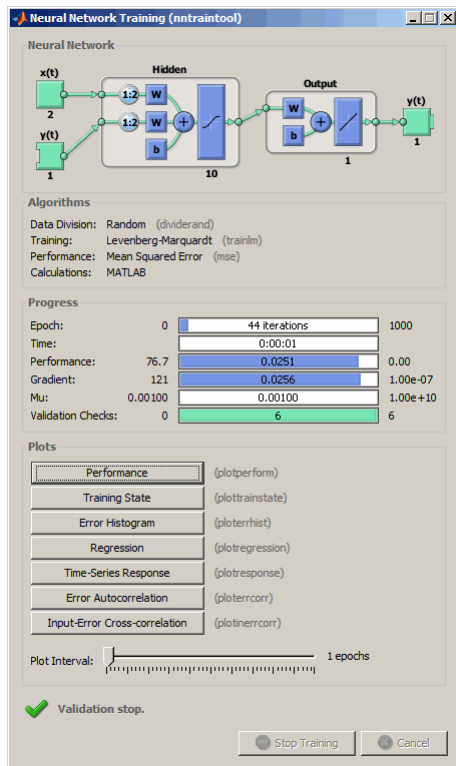 Neural Network Training (nntraintool)
Neural Network
x(t)
2
y(t)
1
Hidden
1:2 W
1:2 W
b
+
10
Output
W
b
+
1
y(t)
1
Algorithms
Data Division: Random (dividerand)
Training: Levenberg-Marquardt (trainlm)
Performance: Mean Squared Error (mse)
Calculations: MATLAB
Progress
Epoch: 0 44 iterations 1000
Time: 0:00:01
Performance: 76.7 0.0251 0.00
Gradient: 121 0.0256 1.00e-07
Mu: 0.00100 0.00100 1.00e+10
Validation Checks: 0 6 6
Plots
Performance (plotperform)
Training State (plottrainstate)
Error Histogram (ploterrhist)
Regression (plotregression)
Time-Series Response (plotresponse)
Error Autocorrelation (ploterrcorr)
Input-Error Cross-correlation (plotinerrcorr)
Plot Interval: 1 epochs
Validation stop.
Stop Training Cancel